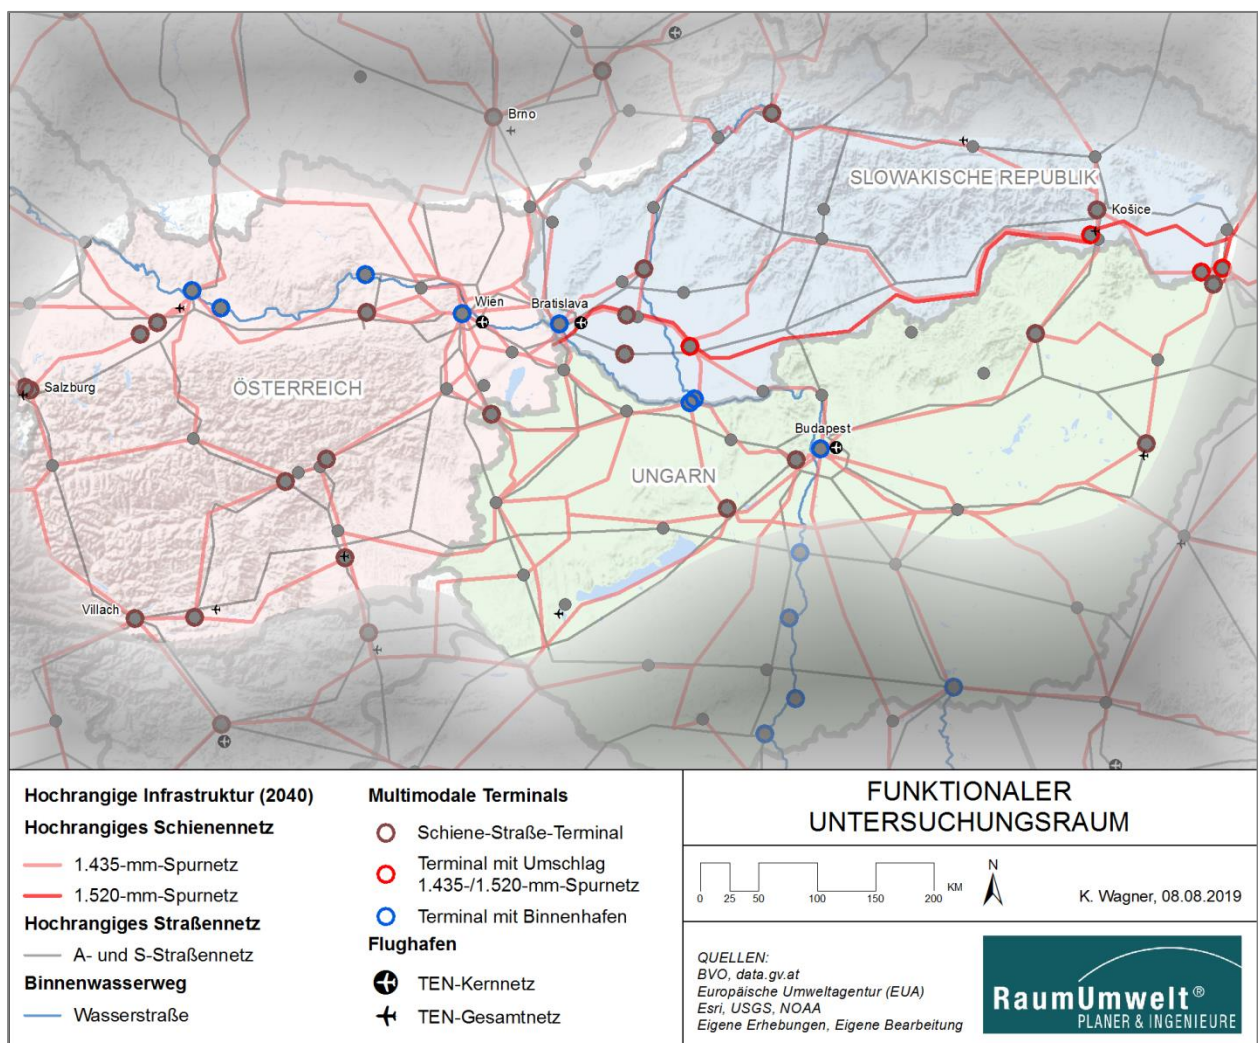 Brno
SLOWAKISCHE REPUBLIK
Košice
Wien
Bratislava
Salzburg
ÖSTERREICH
Budapest
UNGARN
Villach
Hochrangige Infrastruktur (2040)
Hochrangiges Schienennetz
1.435-mm-Spurnetz
1.520-mm-Spurnetz
Hochrangiges Straßennetz
A- und S-Straßennetz
Binnenwasserweg
Wasserstraße
Multimodale Terminals
Schiene-Straße-Terminal
Terminal mit Umschlag
1.435-/1.520-mm-Spurnetz
Terminal mit Binnenhafen
Flughafen
TEN-Kernnetz
TEN-Gesamtnetz
FUNKTIONALER
UNTERSUCHUNGSRAUM
0 25 50 100 150 200 KM
N
K. Wagner, 08.08.2019
QUELLEN:
BVO, data.gv.at
Europäische Umweltagentur (EUA)
Esri, USGS, NOAA
Eigene Erhebungen, Eigene Bearbeitung
RaumUmwelt®
PLANER & INGENIEURE